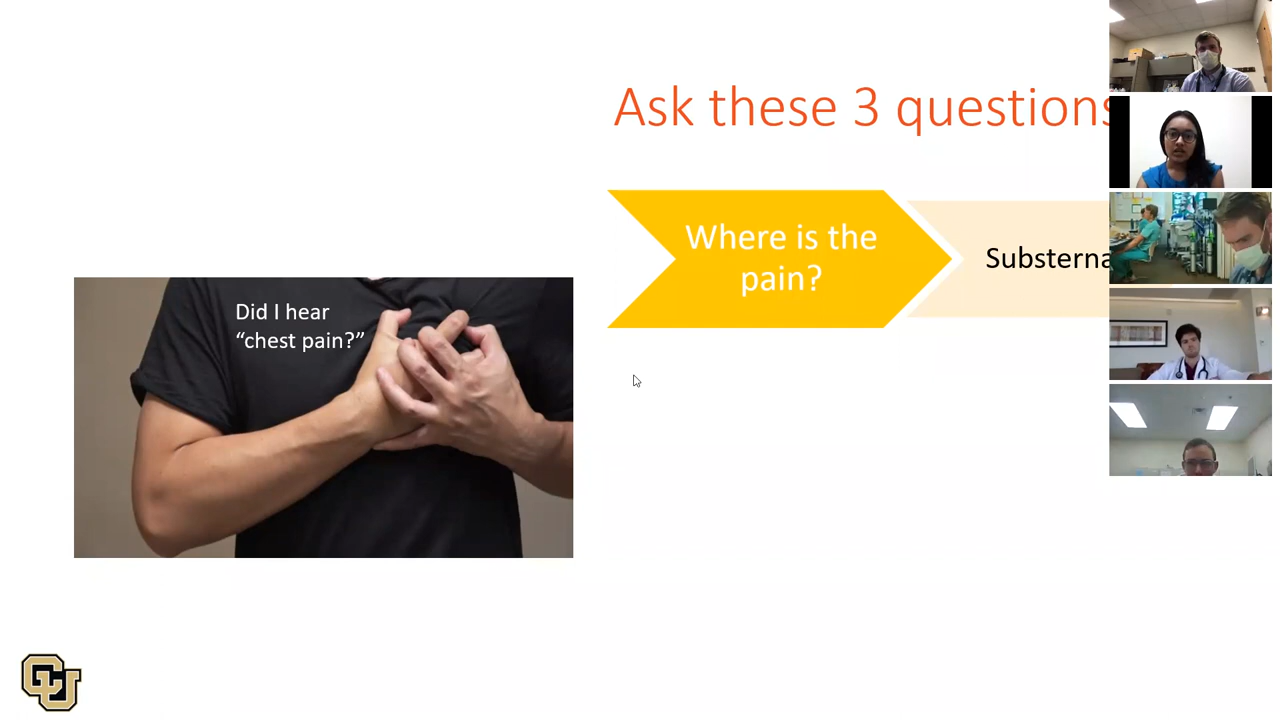 Ask these 3 questions
Where is the
pain?
Substerna
Did I hear
“chest pain?”
CU